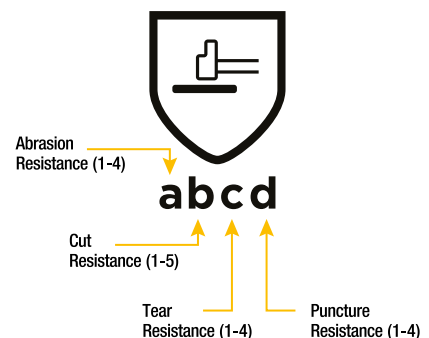 Abrasion
Resistance (1-4)
abcd
Cut
Resistance (1-5)
Tear
Resistance (1-4)
Puncture
Resistance (1-4)